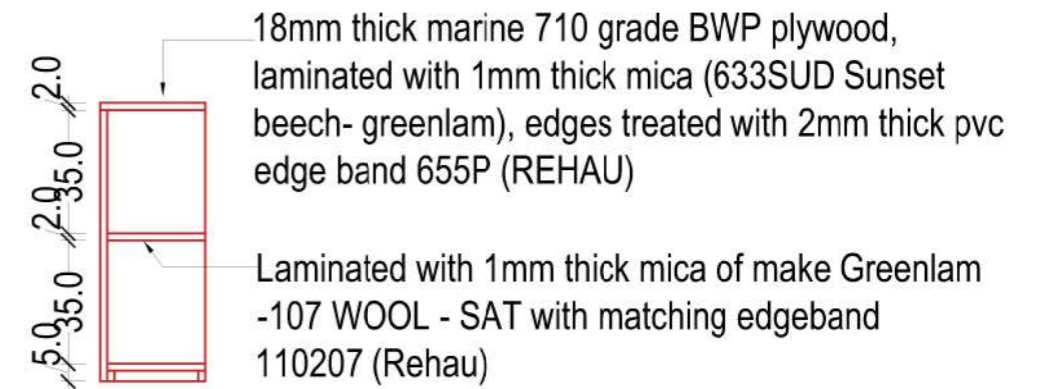 18mm thick marine 710 grade BWP plywood,
laminated with 1mm thick mica (633SUD Sunset
beech- greenlam), edges treated with 2mm thick pvc
edge band 655P (REHAU)
Laminated with 1mm thick mica of make Greenlam
-107 WOOL - SAT with matching edgeband
110207 (Rehau)
2.0
35.0
2.0
35.0
5.0